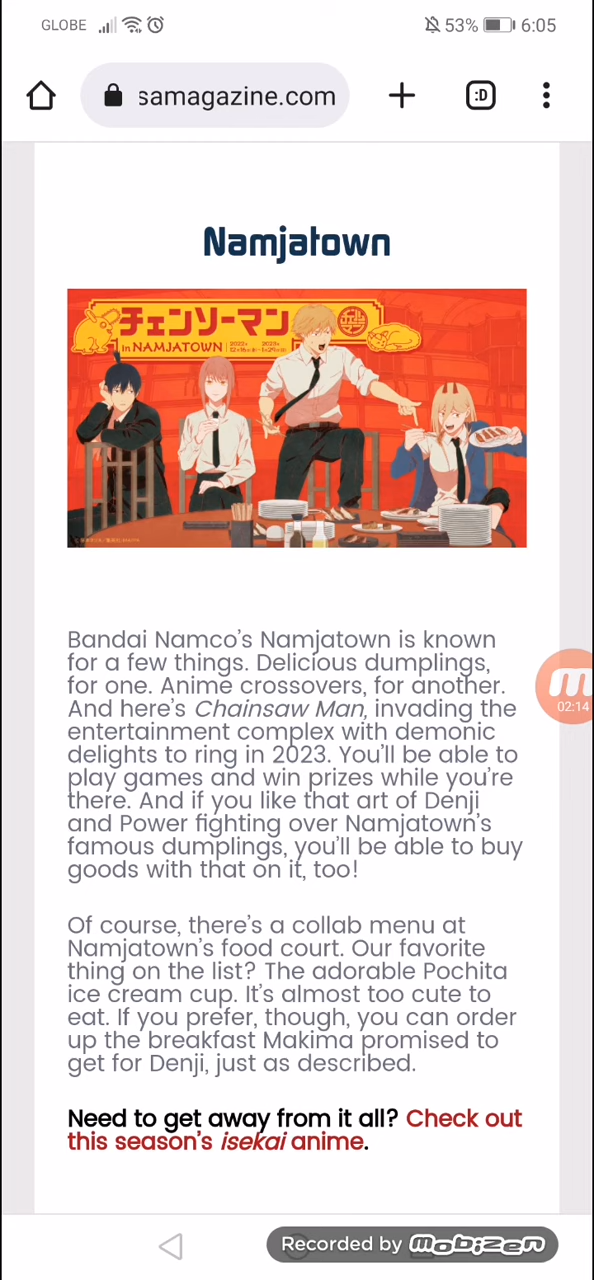 GLOBE 53% 6:05
samagazine.com :D
Namjatown
チェンソーマン
in NAMJATOWN
Bandai Namco's Namjatown is known
for a few things. Delicious dumplings,
for one. Anime crossovers, for another.
And here's Chainsaw Man, invading the
entertainment complex with demonic
delights to ring in 2023. You'll be able to
play games and win prizes while you're
there. And if you like that art of Denji
and Power fighting over Namjatown's
famous dumplings, you'll be able to buy
goods with that on it, too!
02:14
Of course, there's a collab menu at
Namjatown's food court. Our favorite
thing on the list? The adorable Pochita
ice cream cup. It's almost too cute to
eat. If you prefer, though, you can order
up the breakfast Makima promised to
get for Denji, just as described.
Need to get away from it all? Check out
this season's isekai anime.
Recorded by mobizen